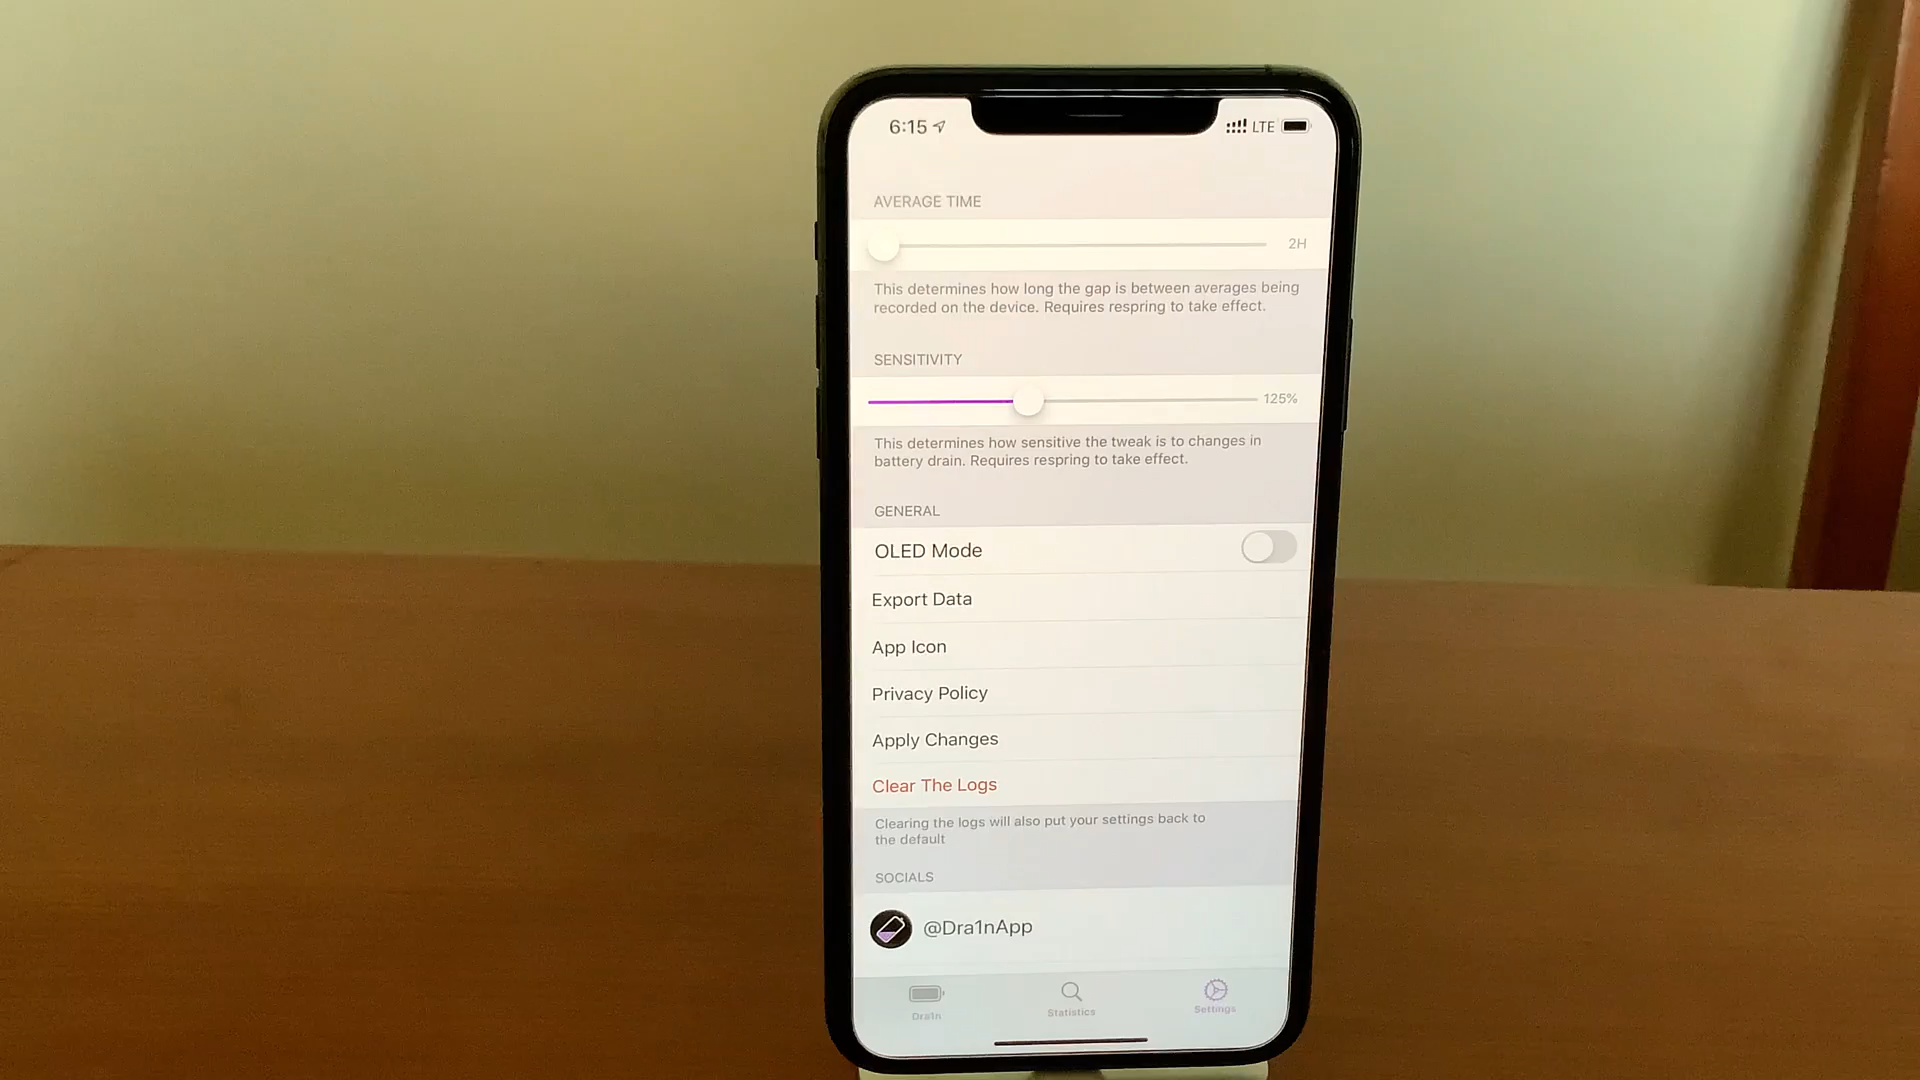 6:15
LTE
AVERAGE TIME
2H
This determines how long the gap is between averages being
recorded on the device. Requires respring to take effect.
SENSITIVITY
125%
This determines how sensitive the tweak is to changes in
battery drain. Requires respring to take effect.
GENERAL
OLED Mode
Export Data
App Icon
Privacy Policy
Apply Changes
Clear The Logs
Clearing the logs will also put your settings back to
the default
SOCIALS
@Dra1nApp
Dra1n
Statistics
Settings